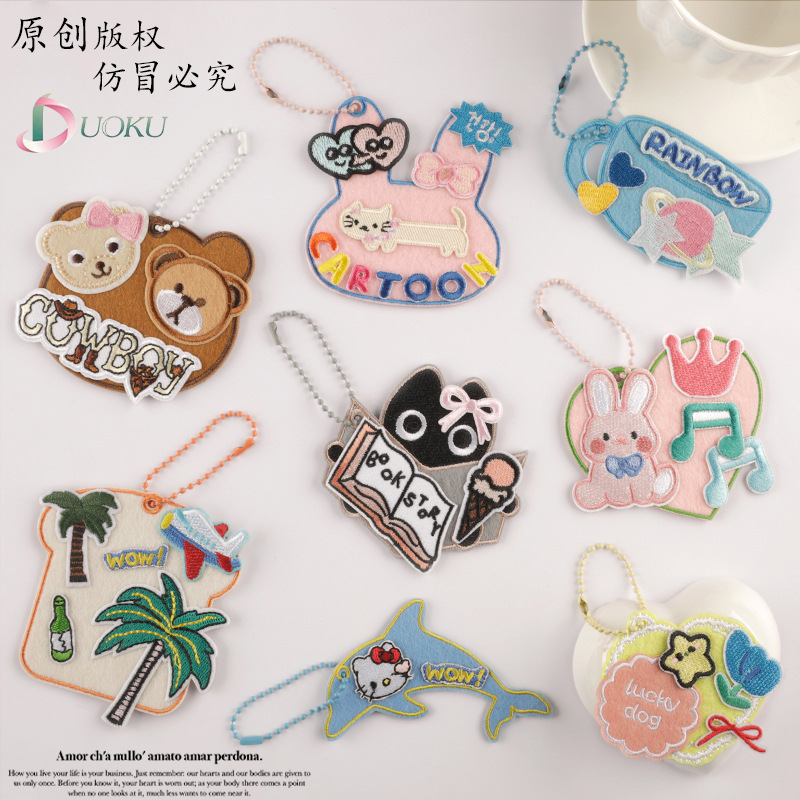 原创版权
仿冒必究
DUOKU
건강!
CARTOON
RAINBOW
COWBOY
BOOK STORY
WOW!
WOW!
lucky
dog
Amor ch'a nullo' amato amar perdona.
How you live your life is your business. Just remember: our hearts and our bodies are given to
us only once. Before you know it, your heart is worn out; as your body there comes a point
when no one looks at it, much less wants to come near it.